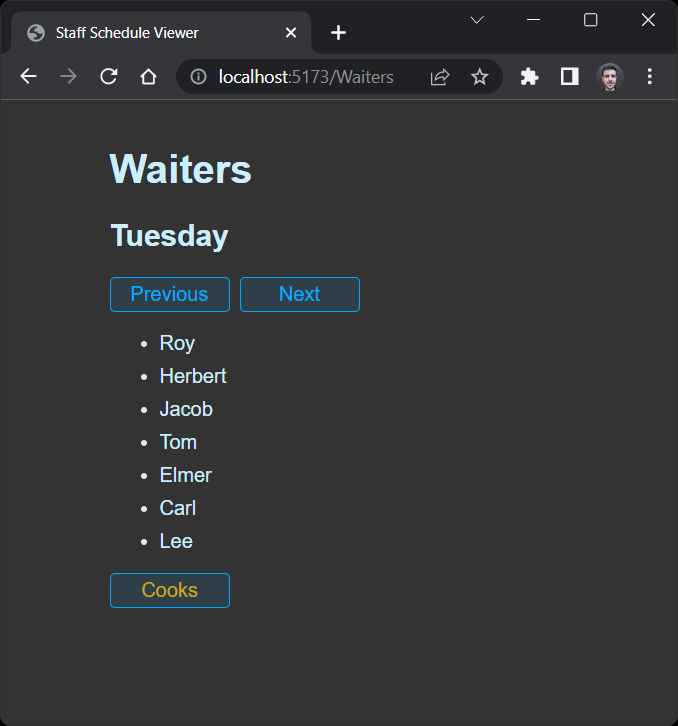 Staff Schedule Viewer
localhost:5173/Waiters
Waiters
Tuesday
Previous Next
Roy
Herbert
Jacob
Tom
Elmer
Carl
Lee
Cooks